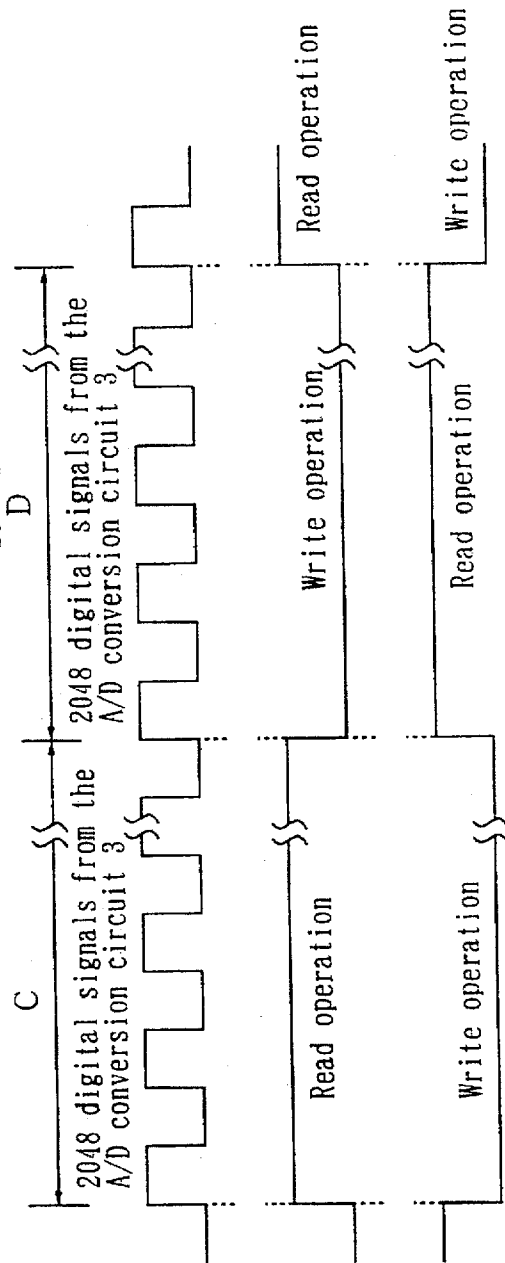 C
D
2048 digital signals from the
A/D conversion circuit 3
2048 digital signals from the
A/D conversion circuit 3
Read operation
Write operation
Read operation
Write operation
Read operation
Write operation